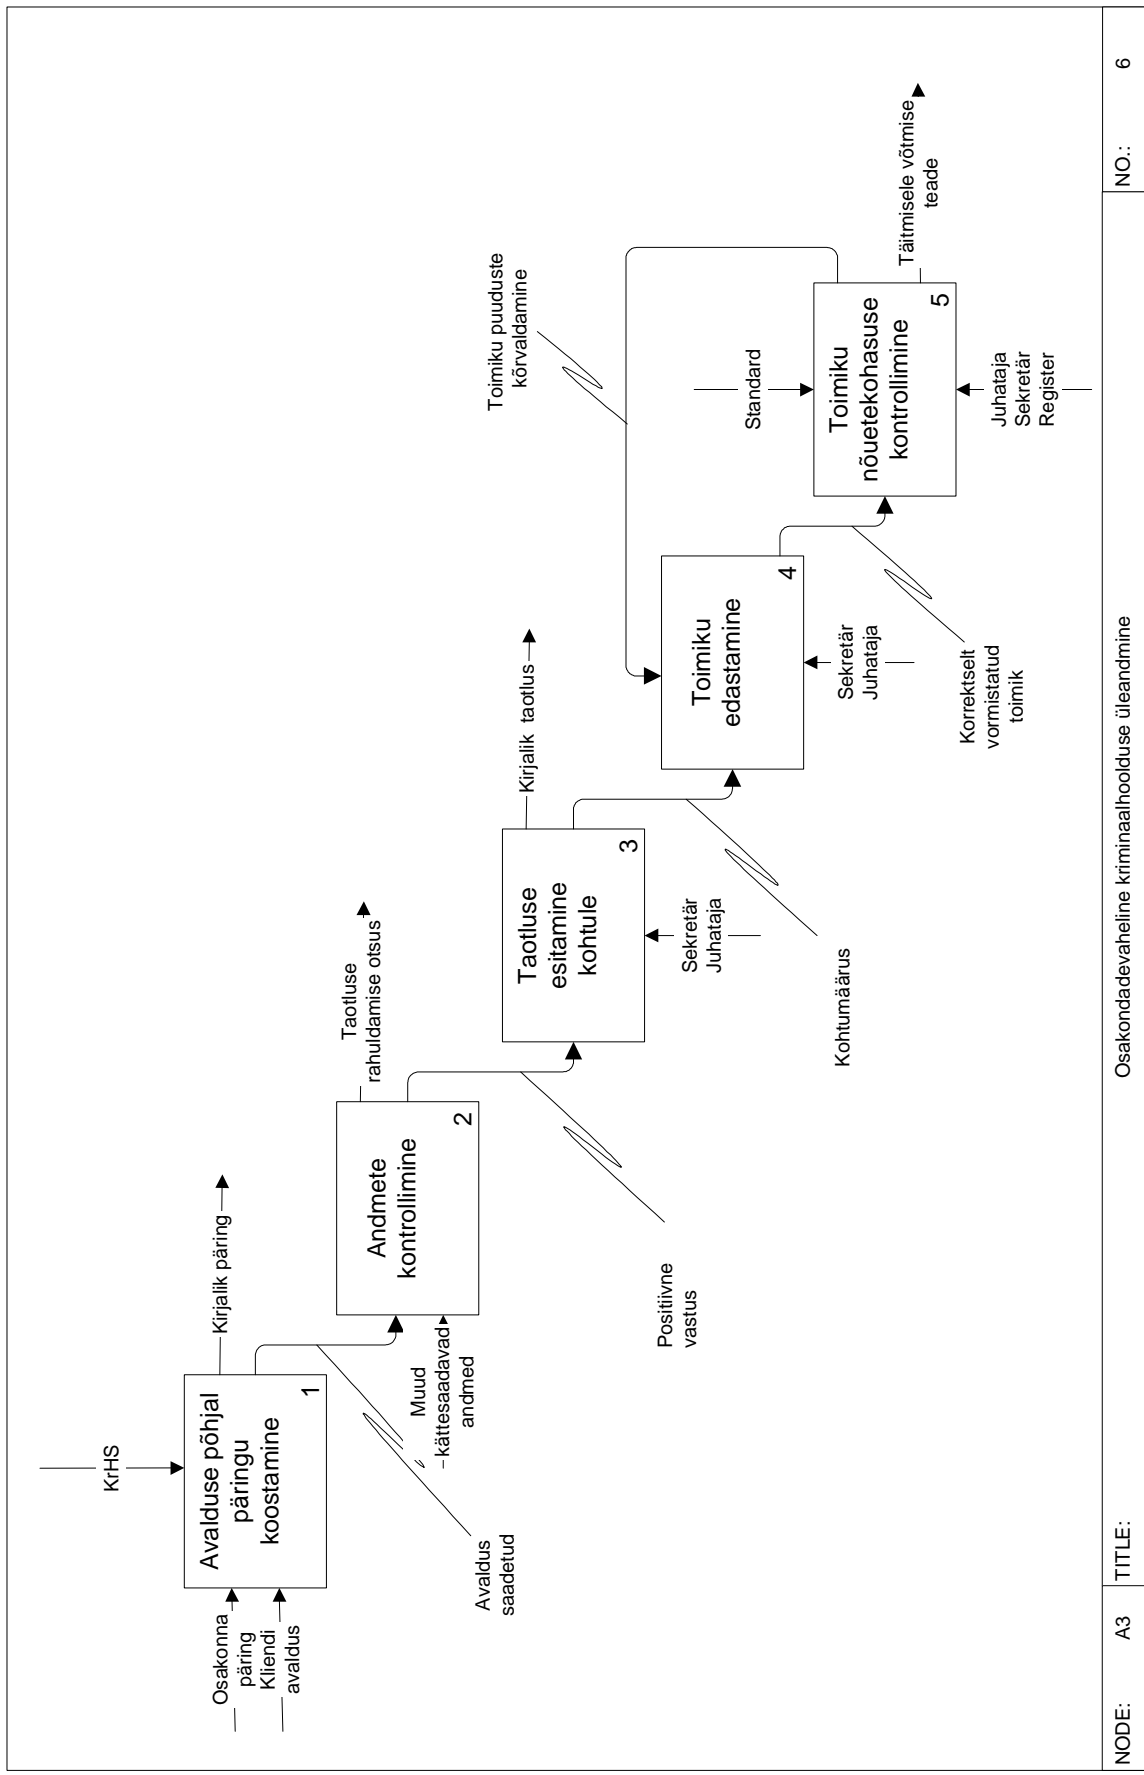 KrHS
Osakonna
päring
Kliendi
avaldus
Avalduse põhjal
päringu
koostamine
1
Kirjalik päring
Avaldus
saadetud
Muud
kättesaadavad
andmed
Andmete
kontrollimine
2
Taotluse
rahuldamise otsus
Positiivne
vastus
Taotluse
esitamine
kohtule
3
Kirjalik taotlus
Sekretär
Juhataja
Kohtumäärus
Toimiku
edastamine
4
Sekretär
Juhataja
Toimiku puuduste
kõrvaldamine
Korrektselt
vormistatud
toimik
Standard
Toimiku
nõuetekohasuse
kontrollimine
5
Juhataja
Sekretär
Register
Täitmisele võtmise
teade
NODE:
A3
TITLE:
Osakondadevaheline kriminaalhoolduse üleandmine
NO.:
6